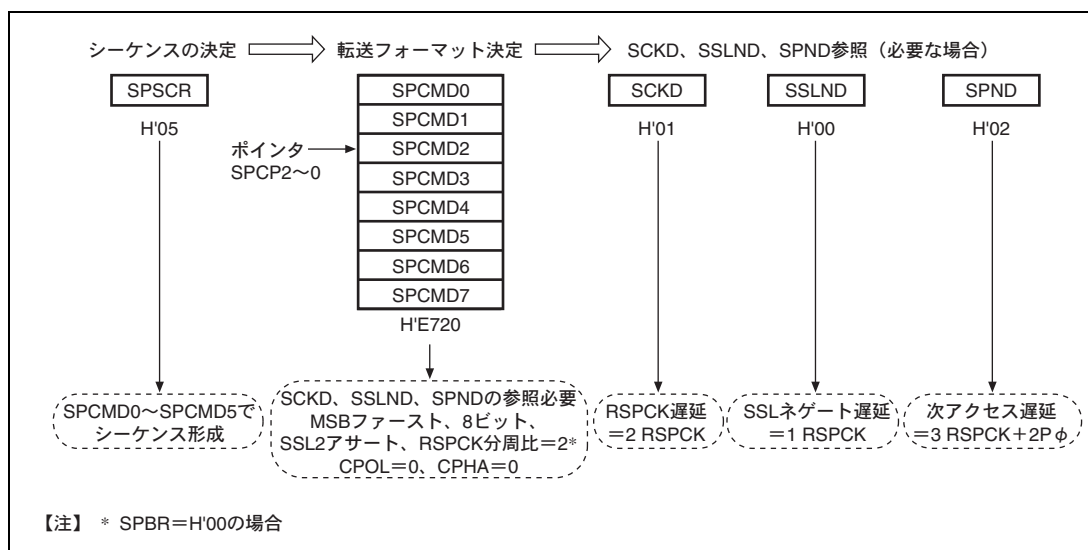 シーケンスの決定 転送フォーマット決定 SCKD、SSLND、SPND参照（必要な場合）
SPSCR
H'05
ポインタ
SPCP2～0
SPCMD0
SPCMD1
SPCMD2
SPCMD3
SPCMD4
SPCMD5
SPCMD6
SPCMD7
H'E720
SCKD
H'01
SSLND
H'00
SPND
H'02
SPCMD0～SPCMD5で
シーケンス形成
SCKD、SSLND、SPNDの参照必要
MSBファースト、8ビット、
SSL2アサート、RSPCK分周比＝2*
CPOL＝0、CPHA＝0
RSPCK遅延
＝2 RSPCK
SSLネゲート遅延
＝1 RSPCK
次アクセス遅延
＝3 RSPCK＋2Pφ
【注】 * SPBR＝H'00の場合